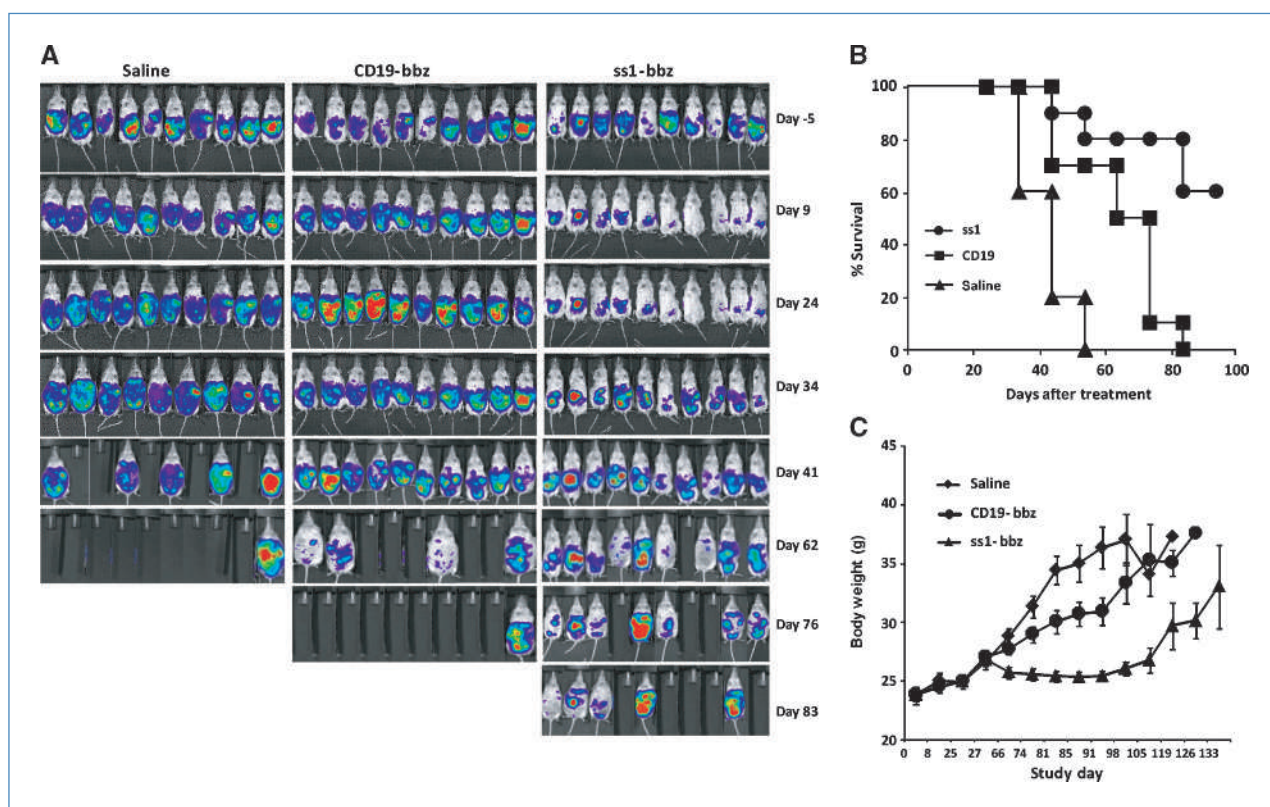 A
Saline
CD19-bbz
ss1-bbz
Day -5
Day 9
Day 24
Day 34
Day 41
Day 62
Day 76
Day 83
B
% Survival
100
80
60
40
20
0
ss1
CD19
Saline
0 20 40 60 80 100
Days after treatment
C
Body weight (g)
45
40
35
30
25
20
Saline
CD19-bbz
ss1-bbz
0 8 25 27 66 74 81 85 91 98 105 119 126 133
Study day